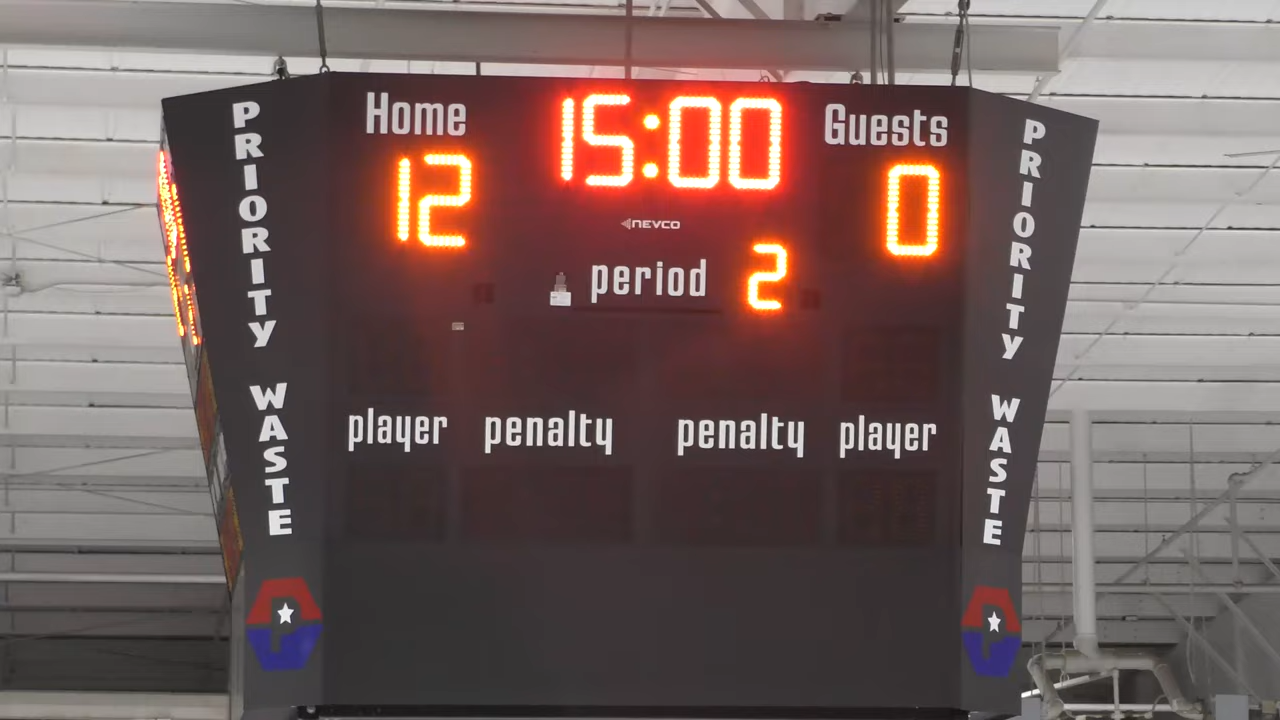 PRIORITY WASTE
Home
15:00
Guests
12
0
NEVCO
period 2
player penalty penalty player
PRIORITY WASTE
P
P